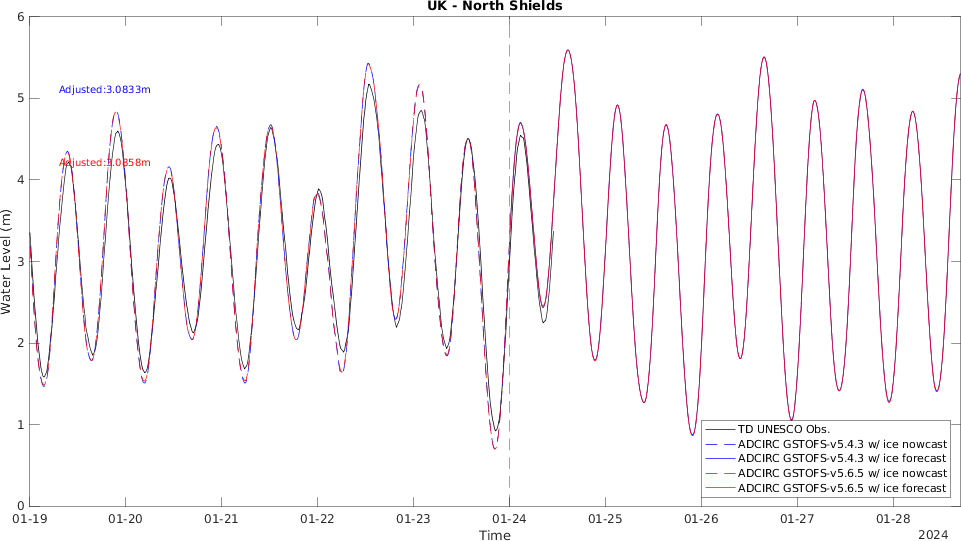 UK - North Shields
6
5
4
3
2
1
0
Water Level (m)
Adjusted:3.0833m
Adjusted:3.0858m
TD UNESCO Obs.
ADCIRC GSTOFS-v5.4.3 w/ ice nowcast
ADCIRC GSTOFS-v5.4.3 w/ ice forecast
ADCIRC GSTOFS-v5.6.5 w/ ice nowcast
ADCIRC GSTOFS-v5.6.5 w/ ice forecast
01-19 01-20 01-21 01-22 01-23 01-24 01-25 01-26 01-27 01-28
Time
2024